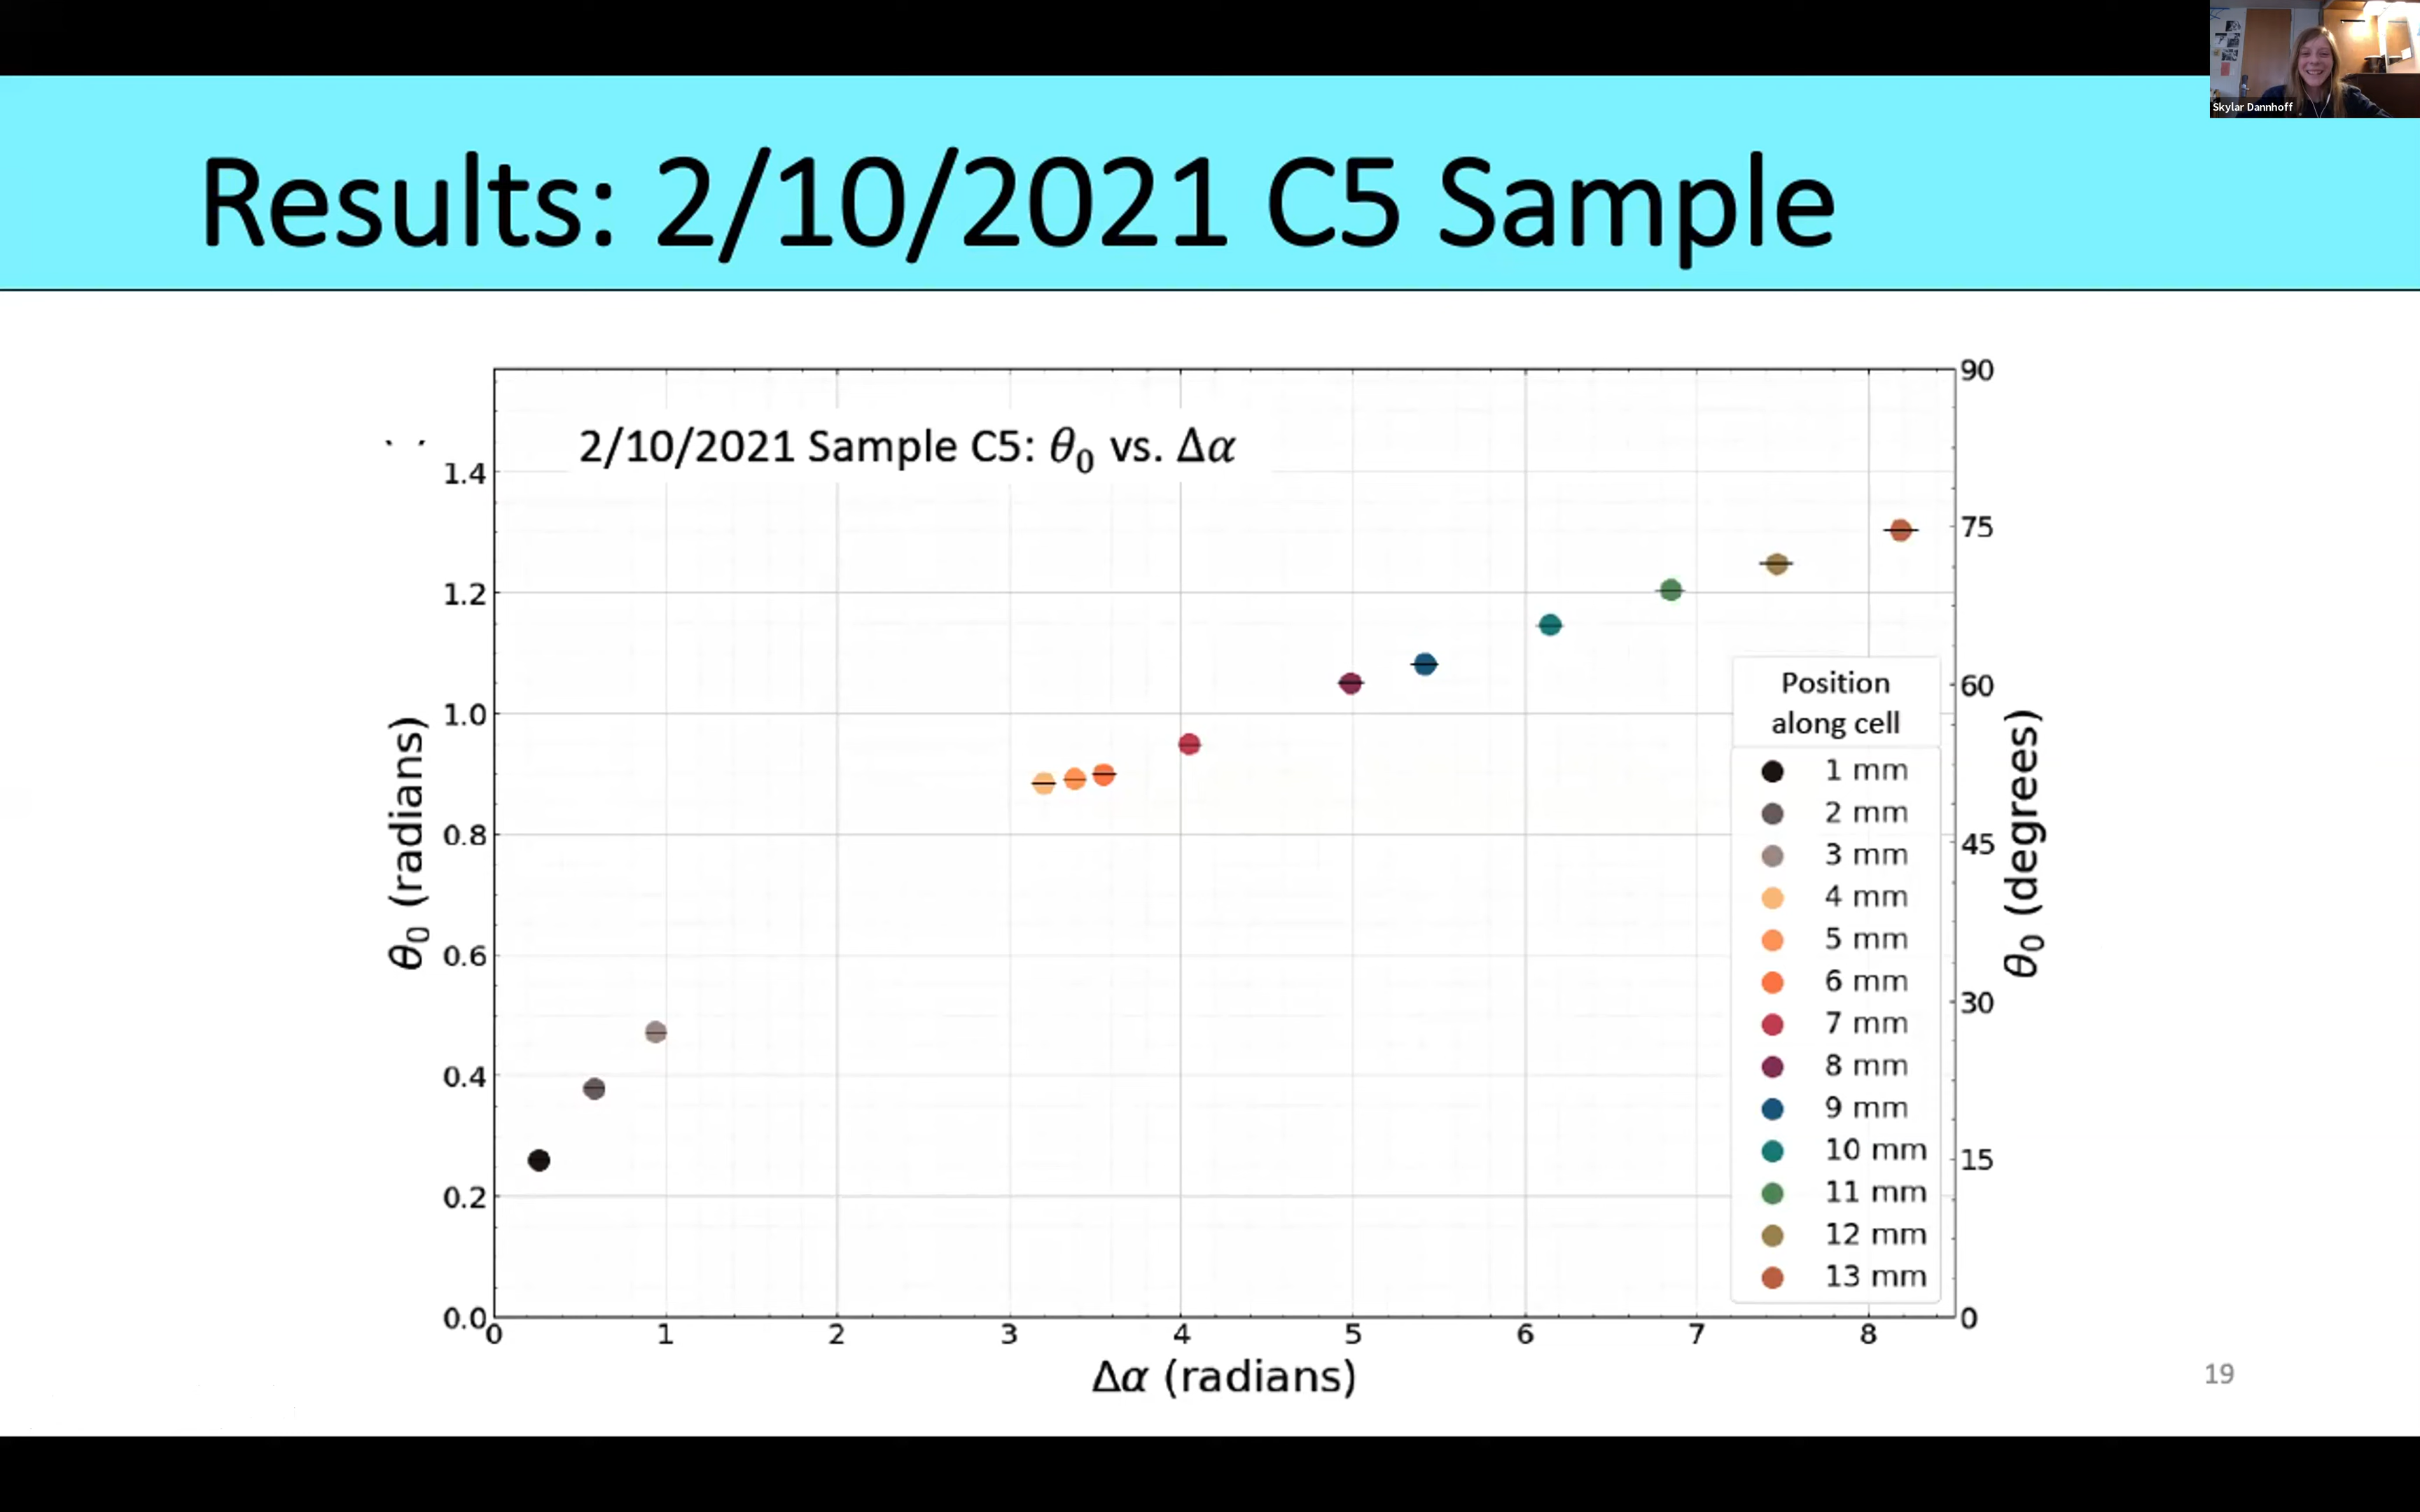 Skylar Dannhoff
Results: 2/10/2021 C5 Sample
2/10/2021 Sample C5: θ₀ vs. Δα
θ₀ (radians)
1.4
1.2
1.0
0.8
0.6
0.4
0.2
0.0
0 1 2 3 4 5 6 7 8
Δα (radians)
90
75
60
45
30
15
0
θ₀ (degrees)
Position
along cell
1 mm
2 mm
3 mm
4 mm
5 mm
6 mm
7 mm
8 mm
9 mm
10 mm
11 mm
12 mm
13 mm
19